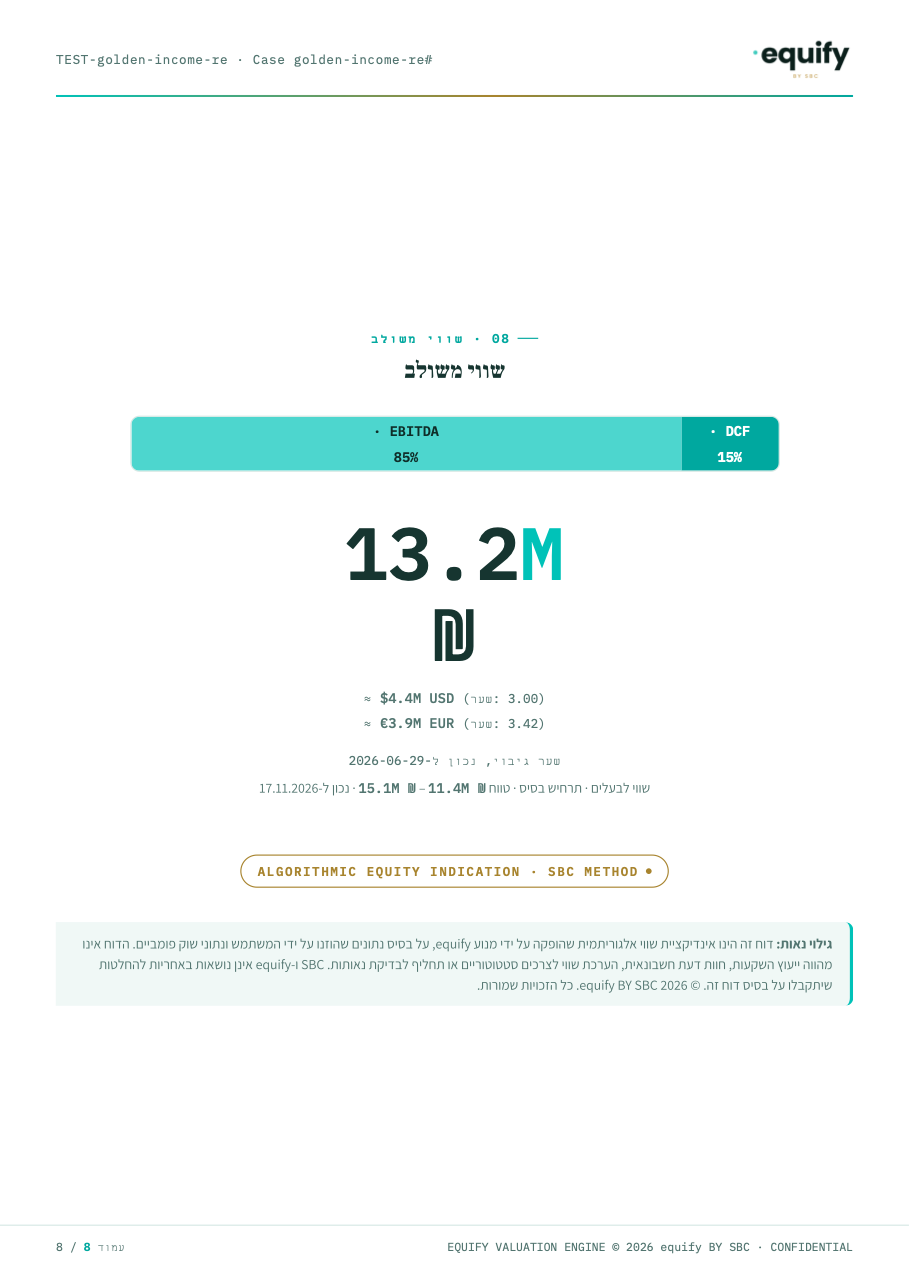 TEST-golden-income-re · Case golden-income-re#
equify
BY SBC
08 · שווי משולב
שווי משולב
· EBITDA
85%
· DCF
15%
13.2M
₪
≈ $4.4M USD (שער: 3.00)
≈ €3.9M EUR (שער: 3.42)
שער גיבוי, נכון ל-2026-06-29
שווי לבעלים · תרחיש בסיס · טווח ₪ 11.4M – ₪ 15.1M · נכון ל-17.11.2026
ALGORITHMIC EQUITY INDICATION · SBC METHOD
גילוי נאות: דוח זה הינו אינדיקציית שווי אלגוריתמית שהופקה על ידי מנוע equify, על בסיס נתונים שהוזנו על ידי המשתמש ונתוני שוק פומביים. הדוח אינו
מהווה ייעוץ השקעות, חוות דעת חשבונאית, הערכת שווי לצרכים סטטוטוריים או תחליף לבדיקת נאותות. SBC ו-equify אינן נושאות באחריות להחלטות
שיתקבלו על בסיס דוח זה. © 2026 equify BY SBC. כל הזכויות שמורות.
עמוד 8 / 8
EQUIFY VALUATION ENGINE © 2026 equify BY SBC · CONFIDENTIAL